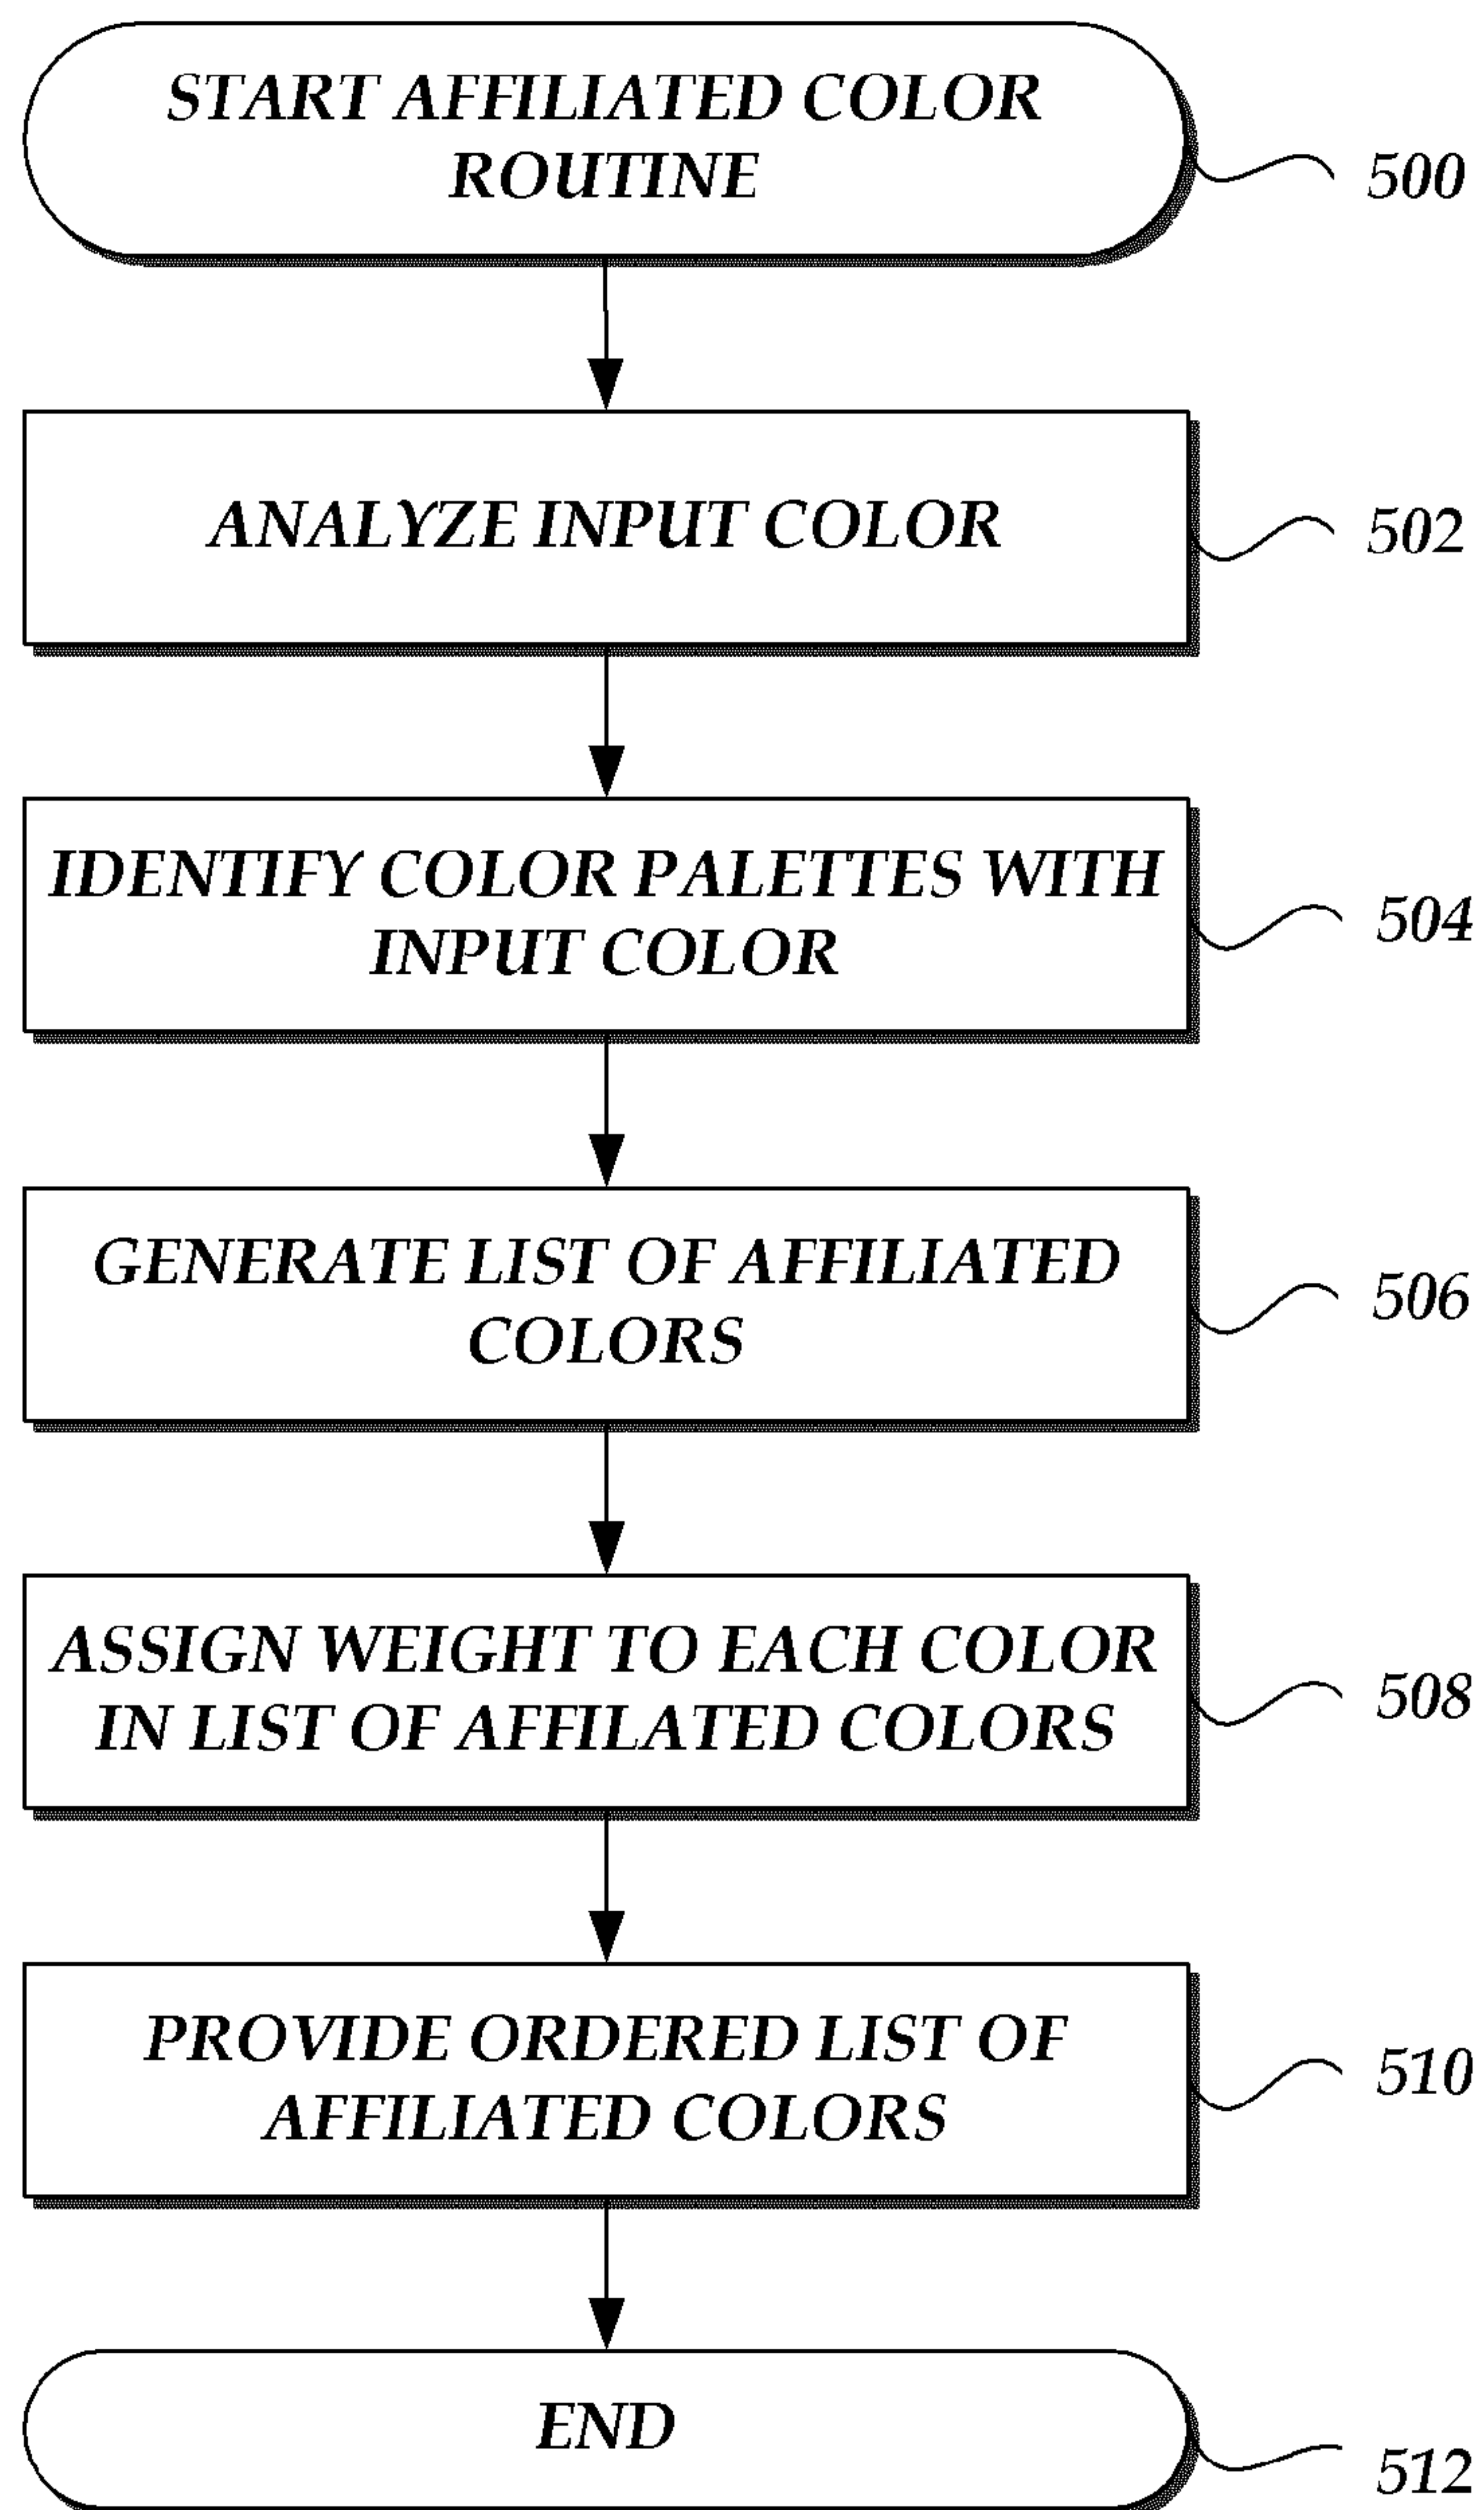 START AFFILIATED COLOR
ROUTINE
500
ANALYZE INPUT COLOR
502
IDENTIFY COLOR PALETTES WITH
INPUT COLOR
504
GENERATE LIST OF AFFILIATED
COLORS
506
ASSIGN WEIGHT TO EACH COLOR
IN LIST OF AFFILATED COLORS
508
PROVIDE ORDERED LIST OF
AFFILIATED COLORS
510
END
512